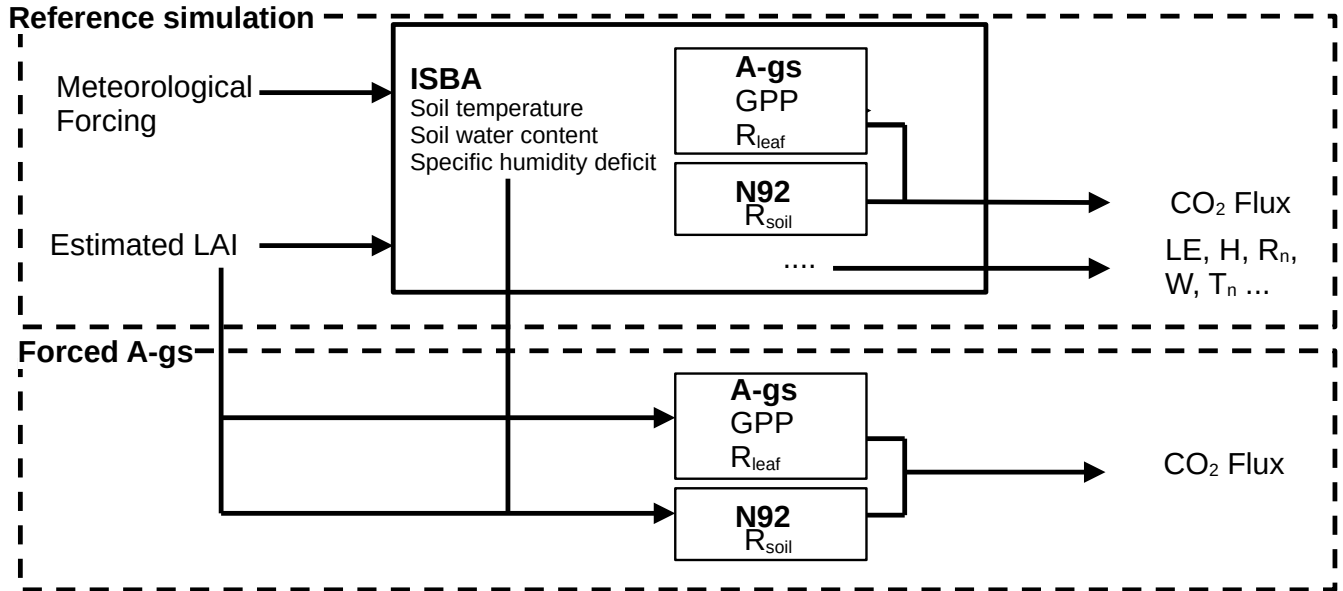 Reference simulation
Meteorological
Forcing
Estimated LAI
ISBA
Soil temperature
Soil water content
Specific humidity deficit
A-gs
GPP
Rleaf
N92
Rsoil
....
CO2 Flux
LE, H, Rn,
W, Tn ...
Forced A-gs
A-gs
GPP
Rleaf
N92
Rsoil
CO2 Flux